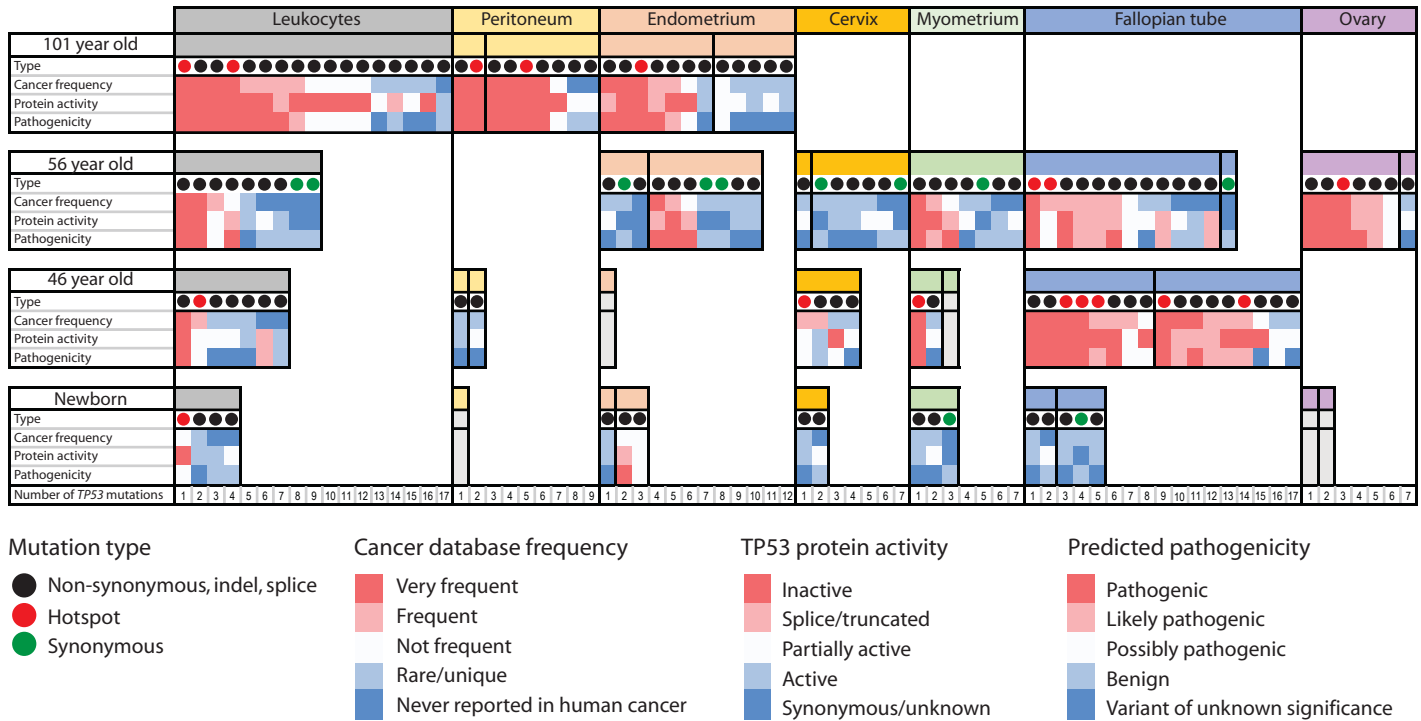 Leukocytes Peritoneum Endometrium Cervix Myometrium Fallopian tube Ovary
101 year old
Type
Cancer frequency
Protein activity
Pathogenicity
56 year old
Type
Cancer frequency
Protein activity
Pathogenicity
46 year old
Type
Cancer frequency
Protein activity
Pathogenicity
Newborn
Type
Cancer frequency
Protein activity
Pathogenicity
Number of TP53 mutations 1 2 3 4 5 6 7 8 9 10 11 12 13 14 15 16 17 1 2 3 4 5 6 7 8 9 1 2 3 4 5 6 7 8 9 10 11 12 1 2 3 4 5 6 7 1 2 3 4 5 6 7 1 2 3 4 5 6 7 8 9 10 11 12 13 14 15 16 17 1 2 3 4 5 6 7
Mutation type
Non-synonymous, indel, splice
Hotspot
Synonymous
Cancer database frequency
Very frequent
Frequent
Not frequent
Rare/unique
Never reported in human cancer
TP53 protein activity
Inactive
Splice/truncated
Partially active
Active
Synonymous/unknown
Predicted pathogenicity
Pathogenic
Likely pathogenic
Possibly pathogenic
Benign
Variant of unknown significance